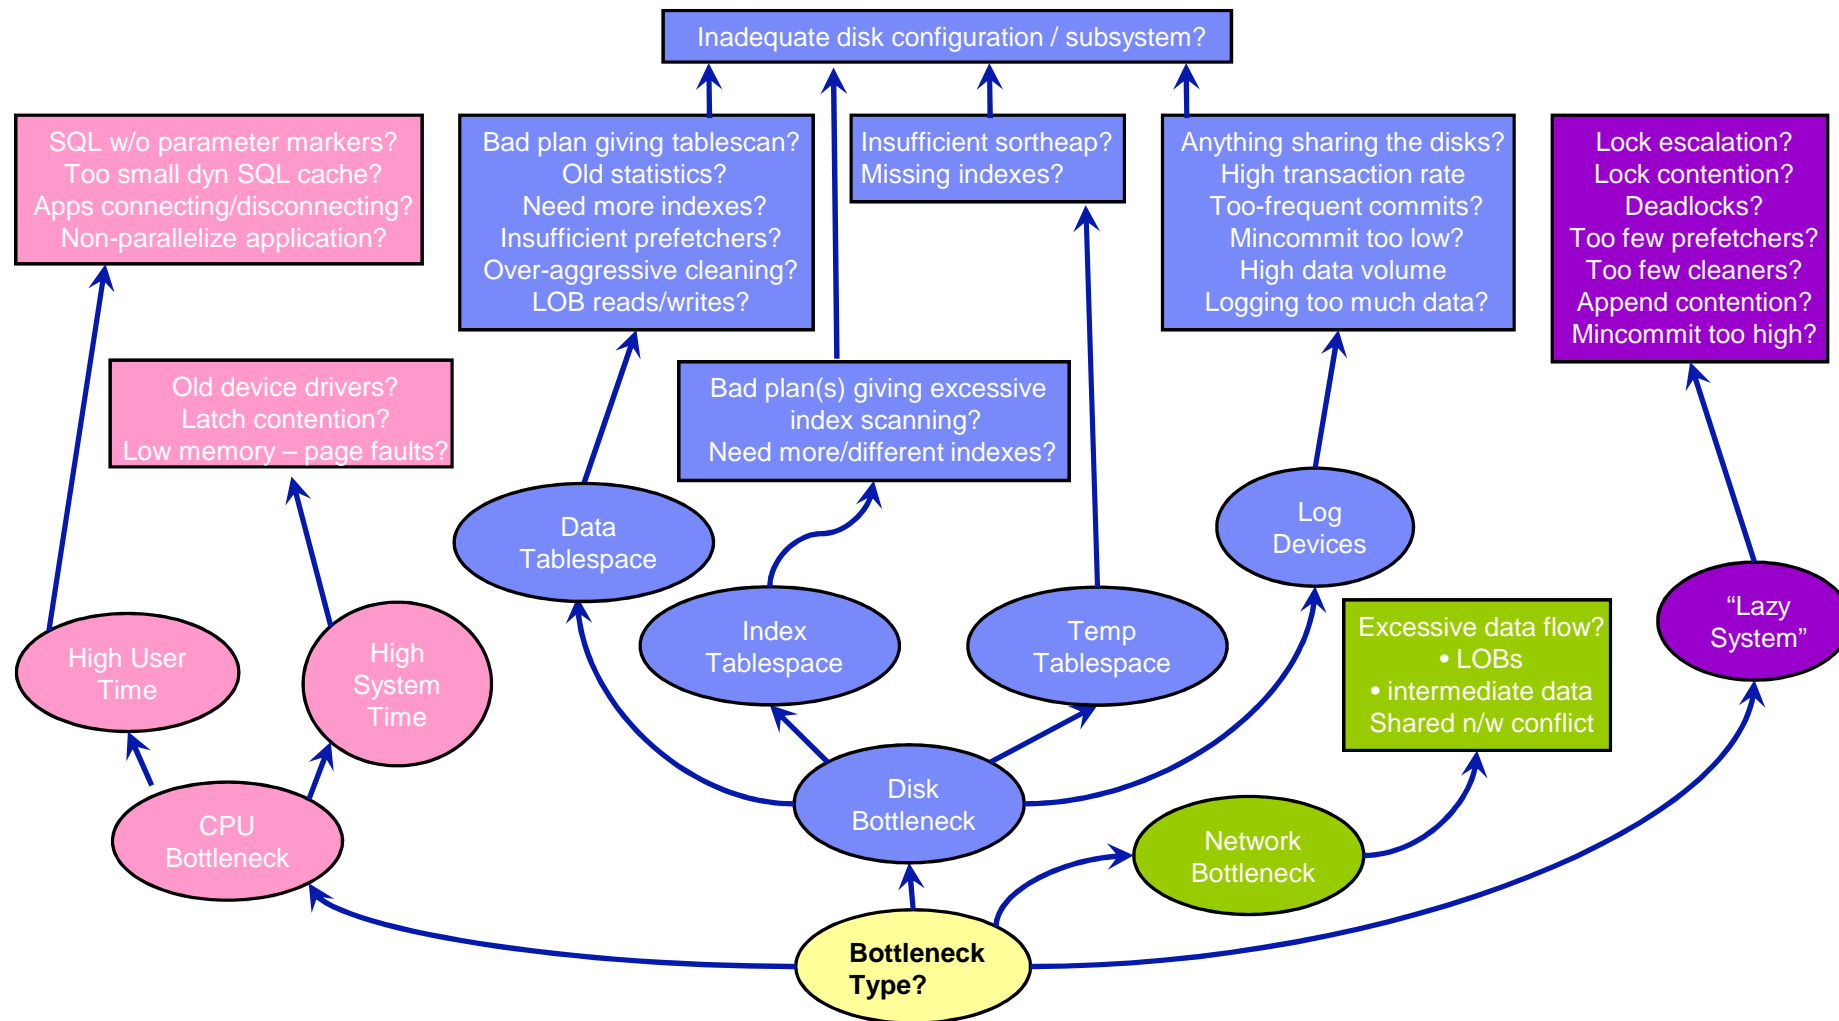 Inadequate disk configuration / subsystem?
SQL w/o parameter markers?
Too small dyn SQL cache?
Apps connecting/disconnecting?
Non-parallelize application?
Bad plan giving tablescan?
Old statistics?
Need more indexes?
Insufficient prefetchers?
Over-aggressive cleaning?
LOB reads/writes?
Insufficient sortheap?
Missing indexes?
Anything sharing the disks?
High transaction rate
Too-frequent commits?
Mincommit too low?
High data volume
Logging too much data?
Lock escalation?
Lock contention?
Deadlocks?
Too few prefetchers?
Too few cleaners?
Append contention?
Mincommit too high?
Old device drivers?
Latch contention?
Low memory – page faults?
Bad plan(s) giving excessive
index scanning?
Need more/different indexes?
Data
Tablespace
Log
Devices
High User
Time
High
System
Time
Index
Tablespace
Temp
Tablespace
Excessive data flow?
• LOBs
• intermediate data
Shared n/w conflict
“Lazy
System”
CPU
Bottleneck
Disk
Bottleneck
Network
Bottleneck
Bottleneck
Type?